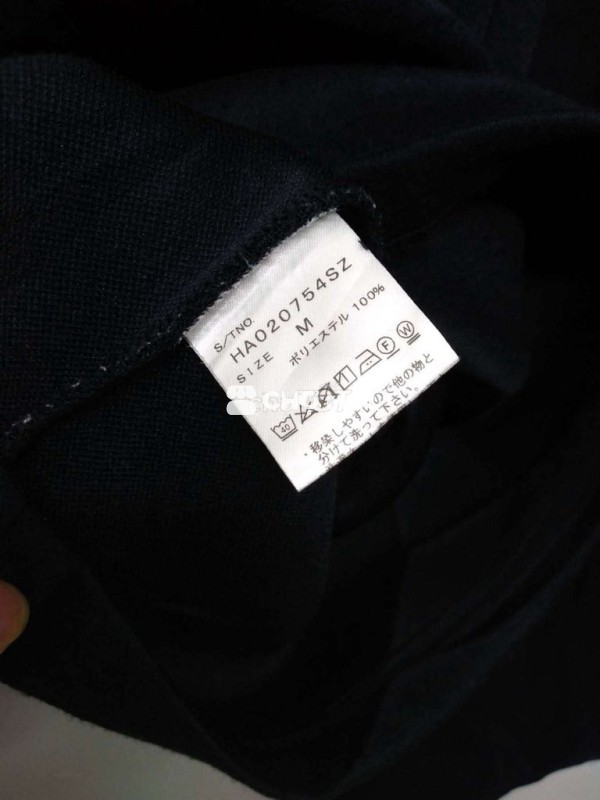 S/TNO.
HA020754SZ
SIZE M
ポリエステル 100%
40 F W
・移染しやすいので他の物と
分けて洗って下さい。